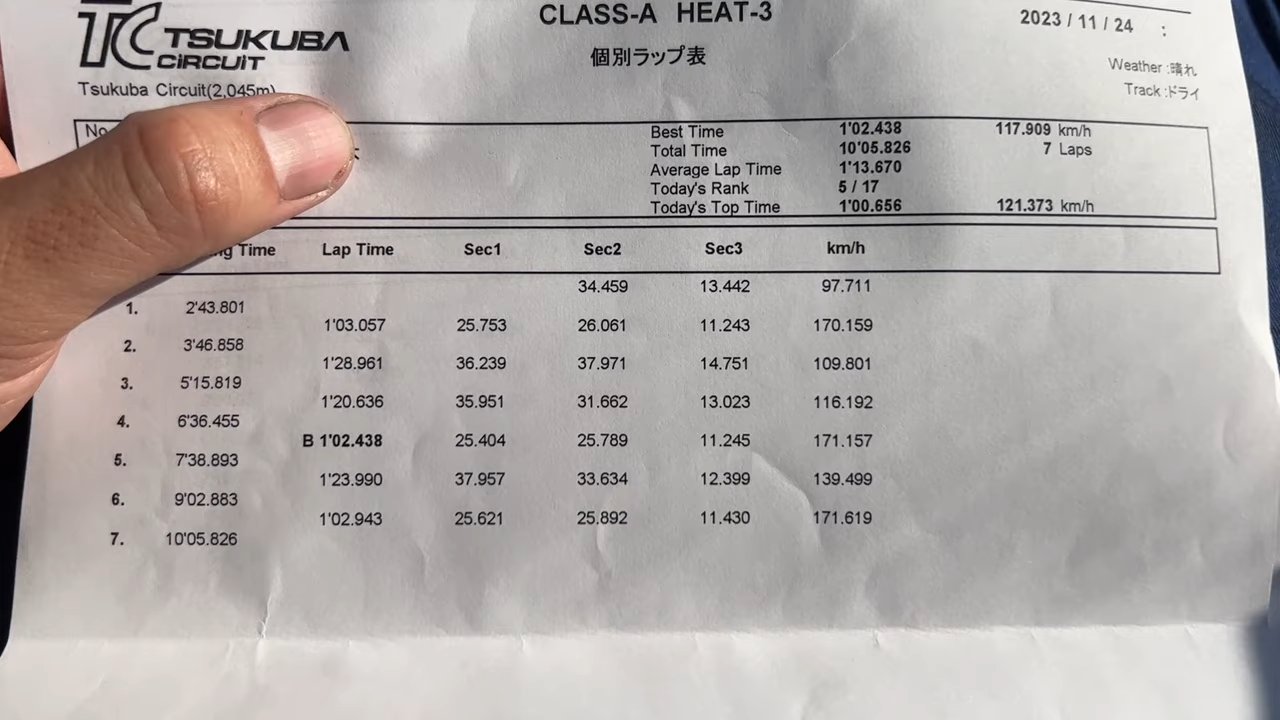 TC TSUKUBA CIRCUIT
CLASS-A HEAT-3
2023 / 11 / 24 :
個別ラップ表
Weather :晴れ
Tsukuba Circuit(2,045m)
Track :ドライ
No
Best Time 1'02.438 117.909 km/h
Total Time 10'05.826 7 Laps
Average Lap Time 1'13.670
Today's Rank 5 / 17
Today's Top Time 1'00.656 121.373 km/h
Time Lap Time Sec1 Sec2 Sec3 km/h
34.459 13.442 97.711
1. 2'43.801
1'03.057 25.753 26.061 11.243 170.159
2. 3'46.858
1'28.961 36.239 37.971 14.751 109.801
3. 5'15.819
1'20.636 35.951 31.662 13.023 116.192
4. 6'36.455
B 1'02.438 25.404 25.789 11.245 171.157
5. 7'38.893
1'23.990 37.957 33.634 12.399 139.499
6. 9'02.883
1'02.943 25.621 25.892 11.430 171.619
7. 10'05.826